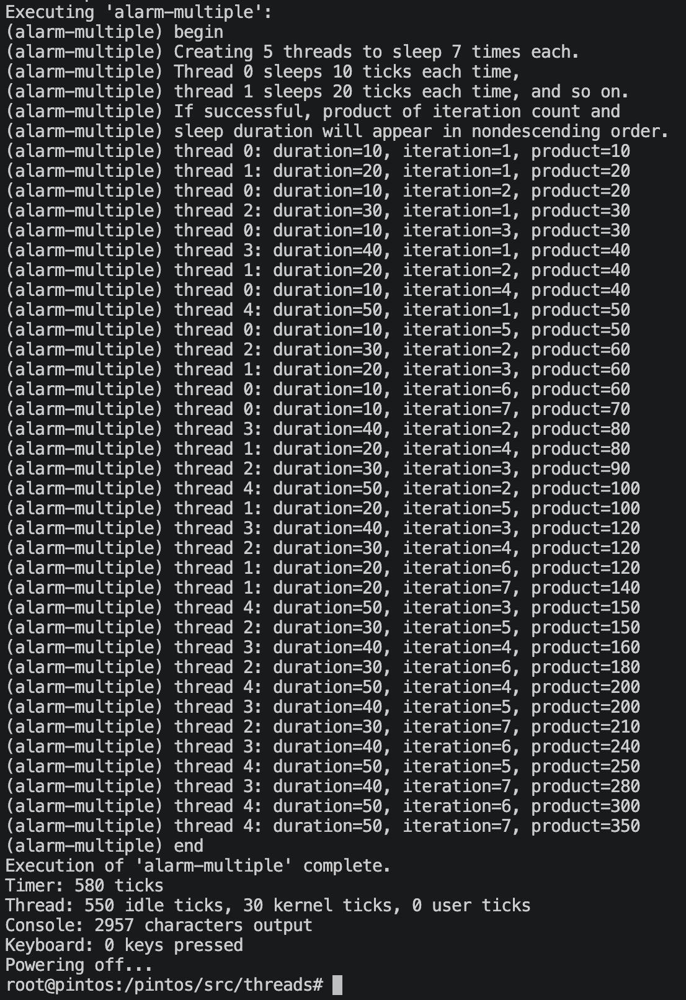 Executing 'alarm-multiple':
(alarm-multiple) begin
(alarm-multiple) Creating 5 threads to sleep 7 times each.
(alarm-multiple) Thread 0 sleeps 10 ticks each time,
(alarm-multiple) thread 1 sleeps 20 ticks each time, and so on.
(alarm-multiple) If successful, product of iteration count and
(alarm-multiple) sleep duration will appear in nondescending order.
(alarm-multiple) thread 0: duration=10, iteration=1, product=10
(alarm-multiple) thread 1: duration=20, iteration=1, product=20
(alarm-multiple) thread 0: duration=10, iteration=2, product=20
(alarm-multiple) thread 2: duration=30, iteration=1, product=30
(alarm-multiple) thread 0: duration=10, iteration=3, product=30
(alarm-multiple) thread 3: duration=40, iteration=1, product=40
(alarm-multiple) thread 1: duration=20, iteration=2, product=40
(alarm-multiple) thread 0: duration=10, iteration=4, product=40
(alarm-multiple) thread 4: duration=50, iteration=1, product=50
(alarm-multiple) thread 0: duration=10, iteration=5, product=50
(alarm-multiple) thread 2: duration=30, iteration=2, product=60
(alarm-multiple) thread 1: duration=20, iteration=3, product=60
(alarm-multiple) thread 0: duration=10, iteration=6, product=60
(alarm-multiple) thread 0: duration=10, iteration=7, product=70
(alarm-multiple) thread 3: duration=40, iteration=2, product=80
(alarm-multiple) thread 1: duration=20, iteration=4, product=80
(alarm-multiple) thread 2: duration=30, iteration=3, product=90
(alarm-multiple) thread 4: duration=50, iteration=2, product=100
(alarm-multiple) thread 1: duration=20, iteration=5, product=100
(alarm-multiple) thread 3: duration=40, iteration=3, product=120
(alarm-multiple) thread 2: duration=30, iteration=4, product=120
(alarm-multiple) thread 1: duration=20, iteration=6, product=120
(alarm-multiple) thread 1: duration=20, iteration=7, product=140
(alarm-multiple) thread 4: duration=50, iteration=3, product=150
(alarm-multiple) thread 2: duration=30, iteration=5, product=150
(alarm-multiple) thread 3: duration=40, iteration=4, product=160
(alarm-multiple) thread 2: duration=30, iteration=6, product=180
(alarm-multiple) thread 4: duration=50, iteration=4, product=200
(alarm-multiple) thread 3: duration=40, iteration=5, product=200
(alarm-multiple) thread 2: duration=30, iteration=7, product=210
(alarm-multiple) thread 3: duration=40, iteration=6, product=240
(alarm-multiple) thread 4: duration=50, iteration=5, product=250
(alarm-multiple) thread 3: duration=40, iteration=7, product=280
(alarm-multiple) thread 4: duration=50, iteration=6, product=300
(alarm-multiple) thread 4: duration=50, iteration=7, product=350
(alarm-multiple) end
Execution of 'alarm-multiple' complete.
Timer: 580 ticks
Thread: 550 idle ticks, 30 kernel ticks, 0 user ticks
Console: 2957 characters output
Keyboard: 0 keys pressed
Powering off...
root@pintos:/pintos/src/threads#